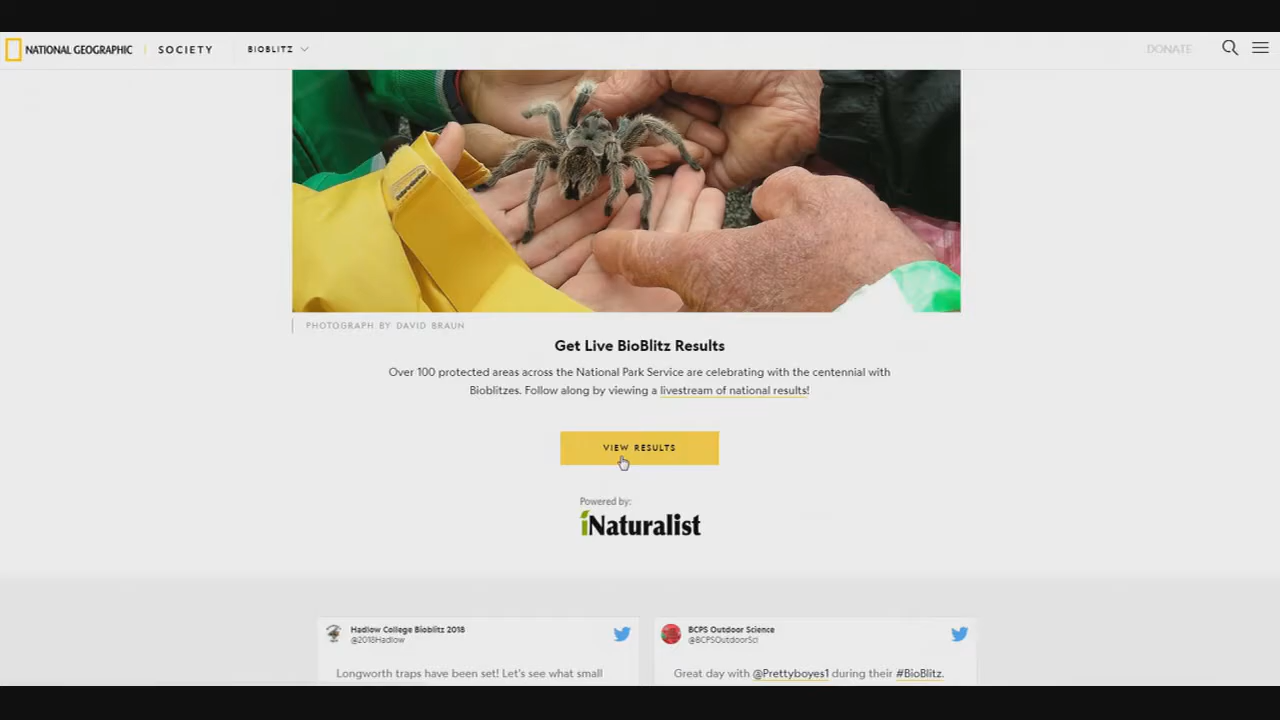 NATIONAL GEOGRAPHIC SOCIETY BIOBLITZ DONATE
PHOTOGRAPH BY DAVID BRAUN
Get Live BioBlitz Results
Over 100 protected areas across the National Park Service are celebrating with the centennial with
Bioblitzes. Follow along by viewing a livestream of national results!
VIEW RESULTS
Powered by:
iNaturalist
Hadlow College Bioblitz 2018
@2018Hadlow
Longworth traps have been set! Let's see what small
BCPS Outdoor Science
@BCPSOutdoorSci
Great day with @Prettyboyes1 during their #BioBlitz.